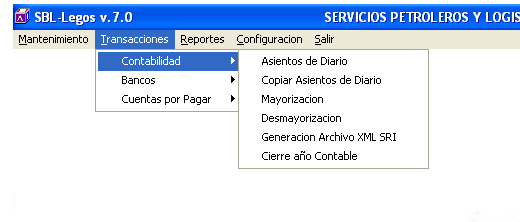 SBL-Legos v.7.0 SERVICIOS PETROLEROS Y LOGIS
Mantenimiento Transacciones Reportes Configuracion Salir
Contabilidad Asientos de Diario
Bancos Copiar Asientos de Diario
Cuentas por Pagar Mayorizacion
Desmayorizacion
Generacion Archivo XML SRI
Cierre año Contable